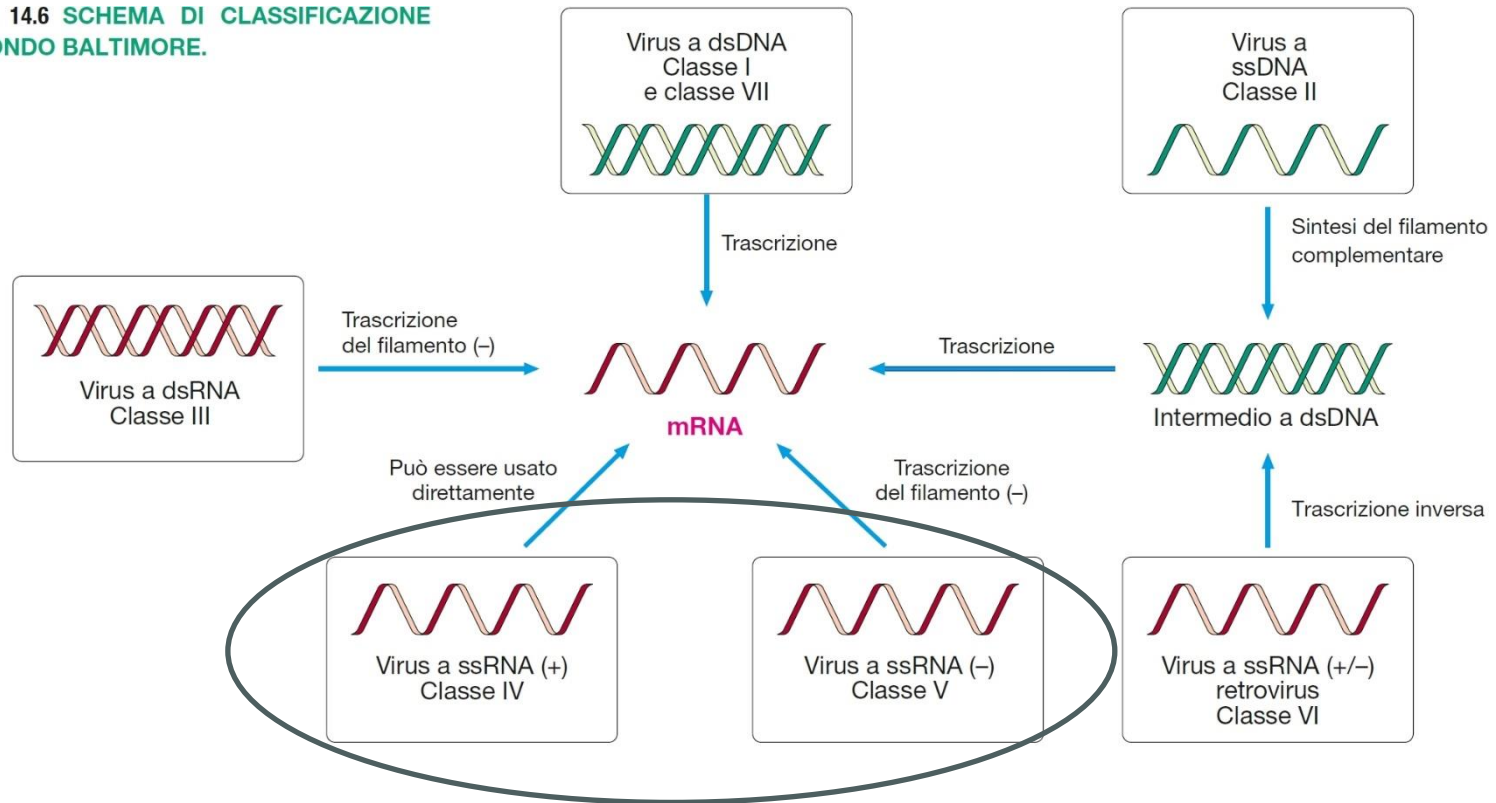 14.6 SCHEMA DI CLASSIFICAZIONE
ONDO BALTIMORE.
Virus a dsDNA
Classe I
e classe VII
Virus a
ssDNA
Classe II
Trascrizione
Sintesi del filamento
complementare
Virus a dsRNA
Classe III
Trascrizione
del filamento (–)
mRNA
Trascrizione
Intermedio a dsDNA
Può essere usato
direttamente
Trascrizione
del filamento (–)
Trascrizione inversa
Virus a ssRNA (+)
Classe IV
Virus a ssRNA (–)
Classe V
Virus a ssRNA (+/–)
retrovirus
Classe VI